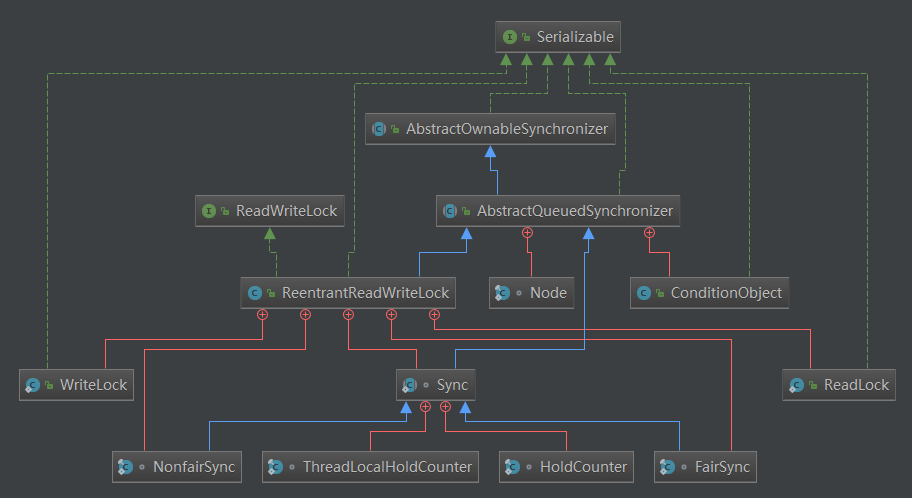 Serializable
AbstractOwnableSynchronizer
ReadWriteLock
AbstractQueuedSynchronizer
ReentrantReadWriteLock
Node
ConditionObject
WriteLock
Sync
ReadLock
NonfairSync
ThreadLocalHoldCounter
HoldCounter
FairSync